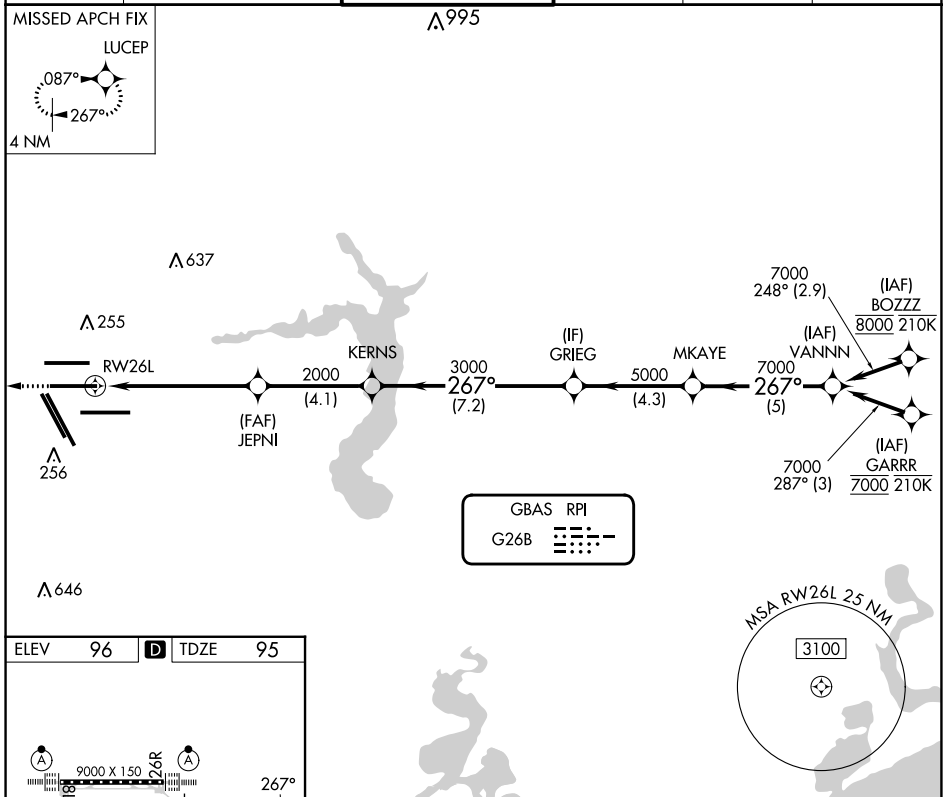 MISSED APCH FIX
LUCEP
087°
267°
4 NM
995
637
255
RW26L
256
646
(FAF)
JEPNI
2000
(4.1)
KERNS
3000
267°
(7.2)
(IF)
GRIEG
5000
(4.3)
MKAYE
7000
267°
(5)
(IAF)
VANNN
7000
248° (2.9)
(IAF)
BOZZZ
8000 210K
7000
287° (3)
(IAF)
GARRR
7000 210K
GBAS RPI
G26B
MSA RW26L 25 NM
3100
ELEV 96 D TDZE 95
A
A
9000 X 150
26R
8
267°